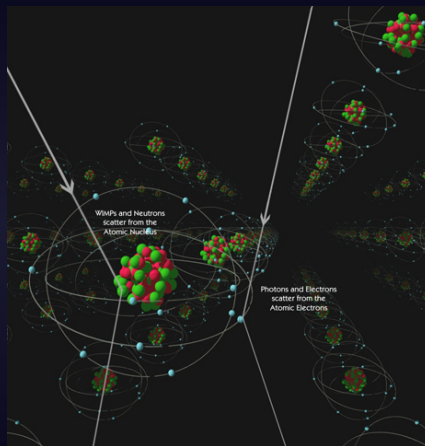 WIMPs and Neutrons
scatter from the
Atomic Nucleus
Photons and Electrons
scatter from the
Atomic Electrons